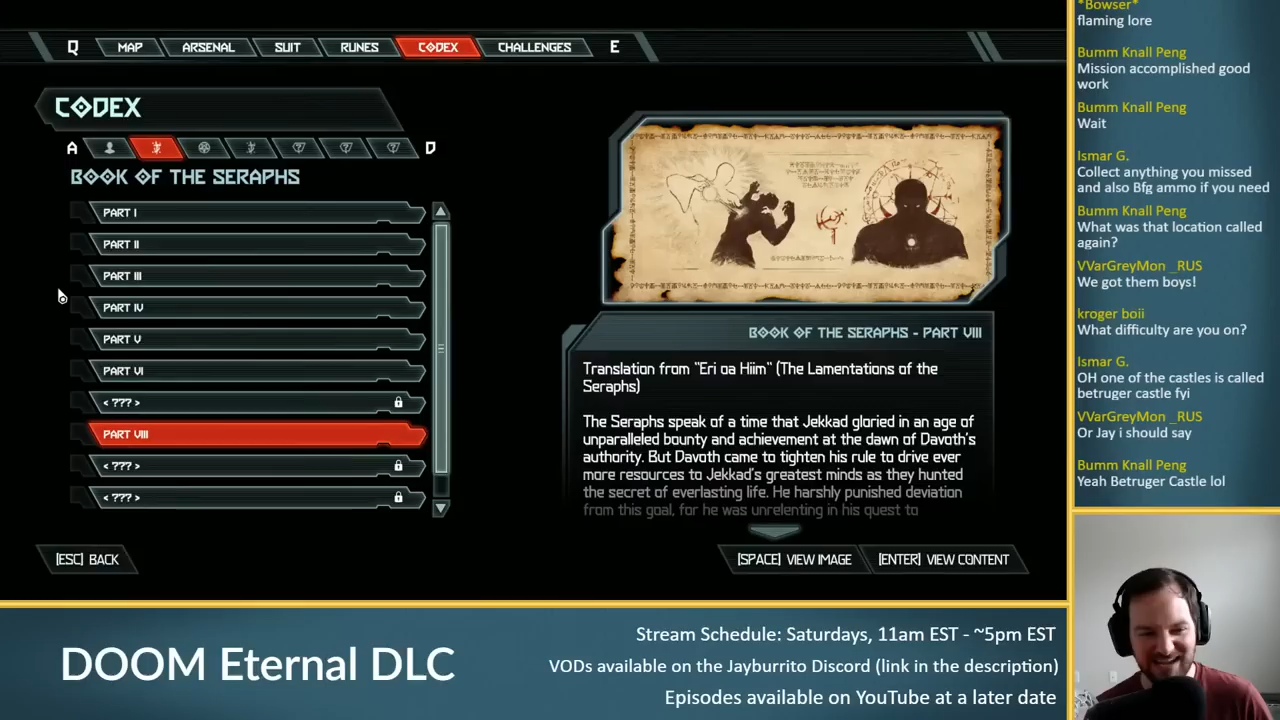 Q MAP ARSENAL SUIT RUNES CODEX CHALLENGES E
CODEX
A D
BOOK OF THE SERAPHS
PART I
PART II
PART III
PART IV
PART V
PART VI
< ??? >
PART VIII
< ??? >
< ??? >
[ESC] BACK
BOOK OF THE SERAPHS - PART VIII
Translation from "Eri oa Hiim" (The Lamentations of the
Seraphs)
The Seraphs speak of a time that Jekkad gloried in an age of
unparalleled bounty and achievement at the dawn of Davoth's
authority. But Davoth came to tighten his rule to drive ever
more resources to Jekkad's greatest minds as they hunted
the secret of everlasting life. He harshly punished deviation
from this goal, for he was unrelenting in his quest to
[SPACE] VIEW IMAGE [ENTER] VIEW CONTENT
*Bowser*
flaming lore
Bumm Knall Peng
Mission accomplished good
work
Bumm Knall Peng
Wait
Ismar G.
Collect anything you missed
and also Bfg ammo if you need
Bumm Knall Peng
What was that location called
again?
VVarGreyMon _RUS
We got them boys!
kroger boii
What difficulty are you on?
Ismar G.
OH one of the castles is called
betruger castle fyi
VVarGreyMon _RUS
Or Jay i should say
Bumm Knall Peng
Yeah Betruger Castle lol
DOOM Eternal DLC
Stream Schedule: Saturdays, 11am EST - ~5pm EST
VODs available on the Jayburrito Discord (link in the description)
Episodes available on YouTube at a later date